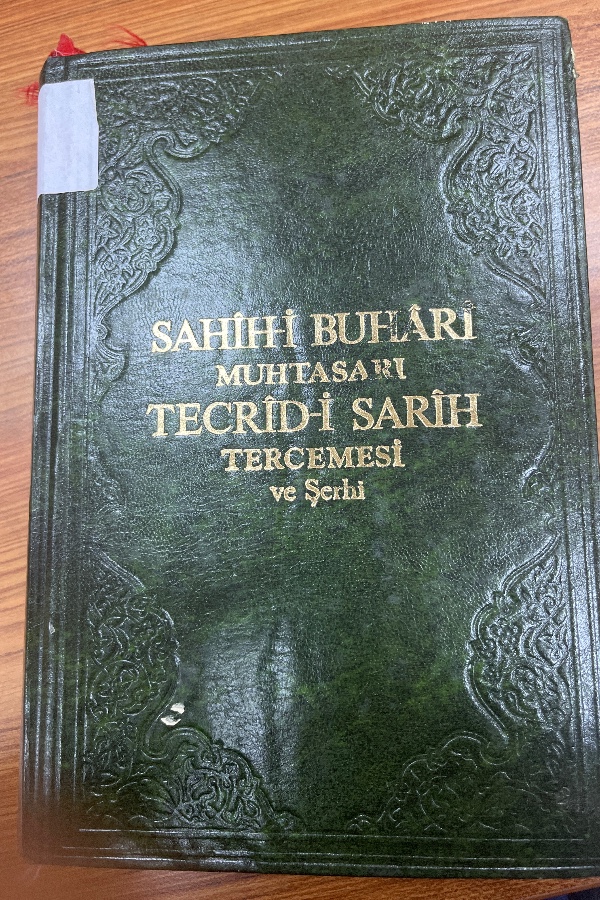 SAHÎH-İ BUHÂRÎ
MUHTASARI
TECRÎD-İ SARÎH
TERCEMESİ
ve Şerhi